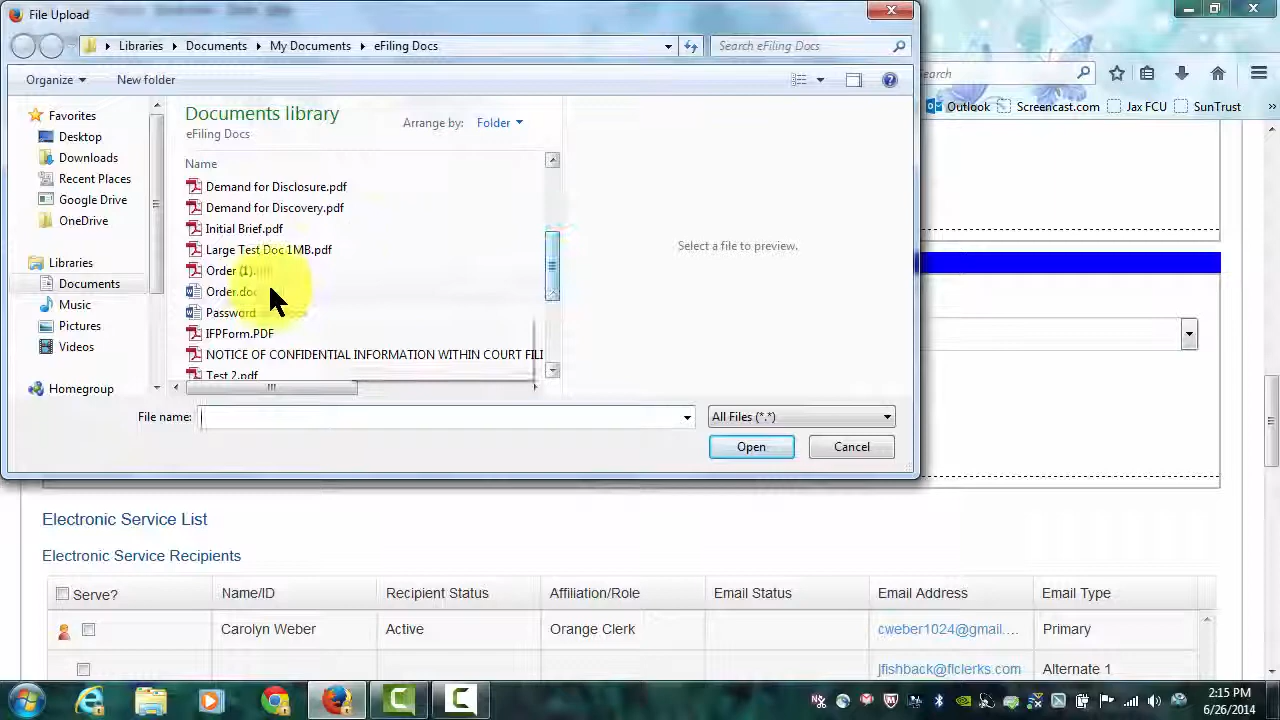 File Upload
Libraries Documents My Documents eFiling Docs
Search eFiling Docs
Organize
New folder
Favorites
Desktop
Downloads
Recent Places
Google Drive
OneDrive
Libraries
Documents
Music
Pictures
Videos
Homegroup
Documents library
eFiling Docs
Arrange by: Folder
Name
Demand for Disclosure.pdf
Demand for Discovery.pdf
Initial Brief.pdf
Large Test Doc 1MB.pdf
Order (1)
Order.doc
Password
IFPForm.PDF
NOTICE OF CONFIDENTIAL INFORMATION WITHIN COURT FILI
Test 2.pdf
Select a file to preview.
File name:
All Files (*.*)
Open
Cancel
earch
Outlook
Screencast.com
Jax FCU
SunTrust
Electronic Service List
Electronic Service Recipients
Serve? Name/ID Recipient Status Affiliation/Role Email Status Email Address Email Type
Carolyn Weber Active Orange Clerk cweber1024@gmail.... Primary
jfishback@flclerks.com Alternate 1
2:15 PM
6/26/2014